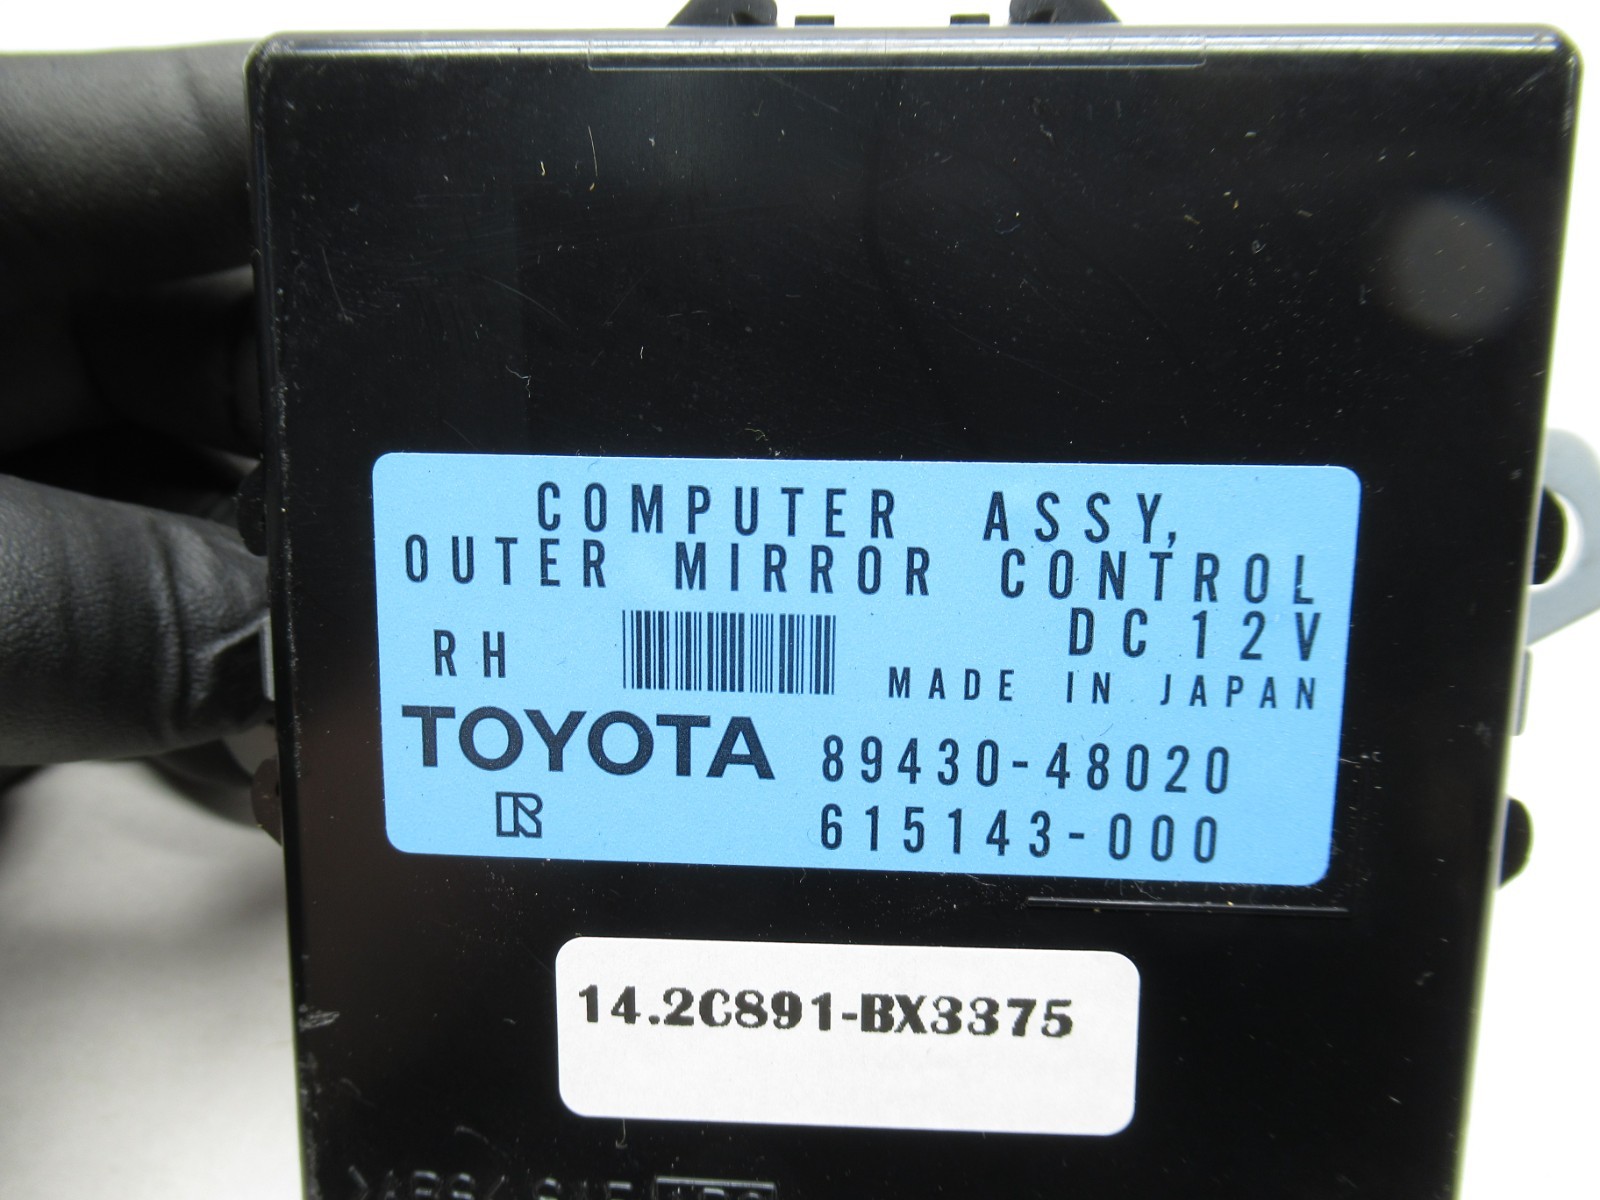 COMPUTER ASSY,
OUTER MIRROR CONTROL
RH DC12V
MADE IN JAPAN
TOYOTA 89430-48020
R 615143-000
14.2C891-BX3375